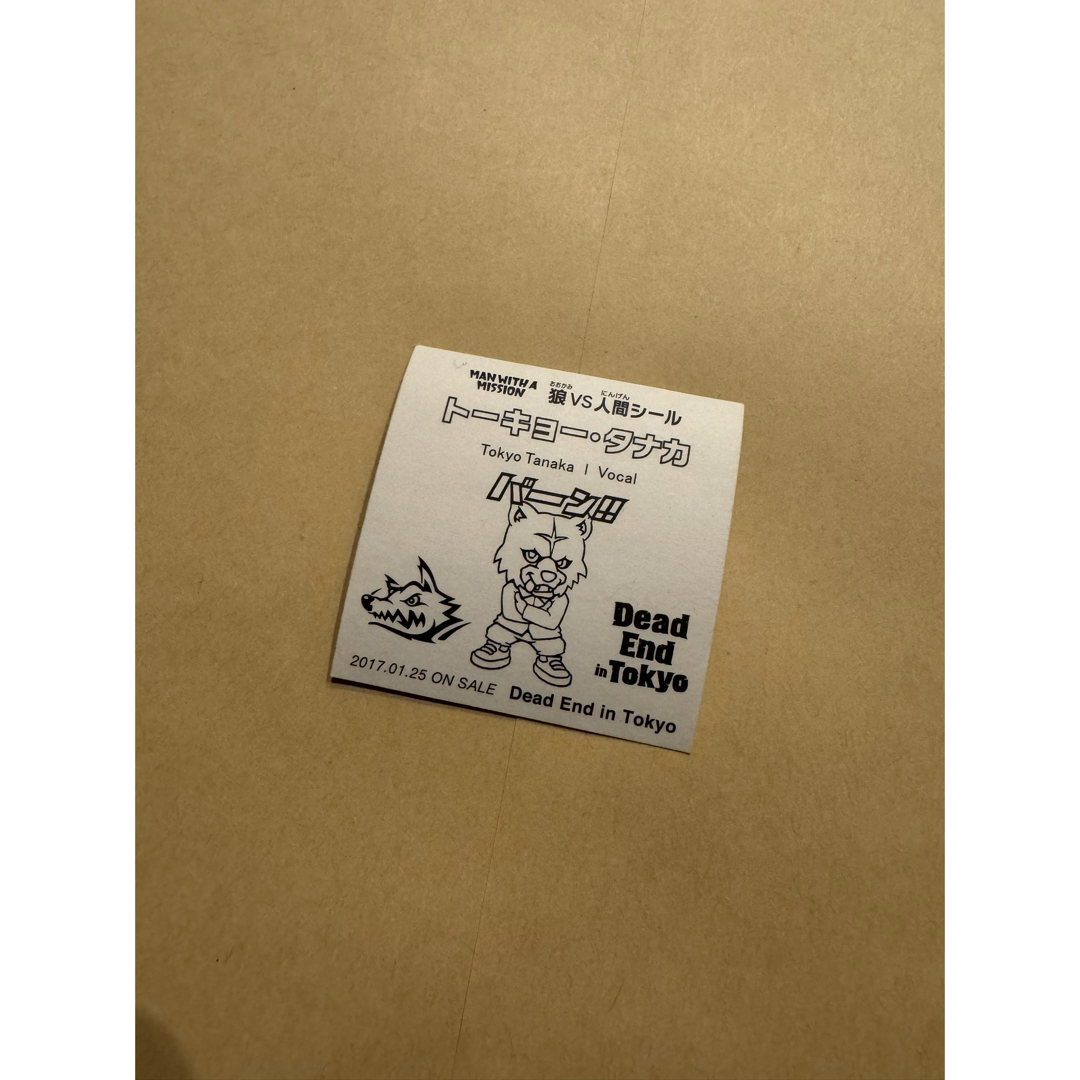 MAN WITH A
MISSION
おおかみ にんげん
狼VS人間シール
トーキョー・タナカ
Tokyo Tanaka | Vocal
バーン!!
Dead
End
in Tokyo
2017.01.25 ON SALE Dead End in Tokyo